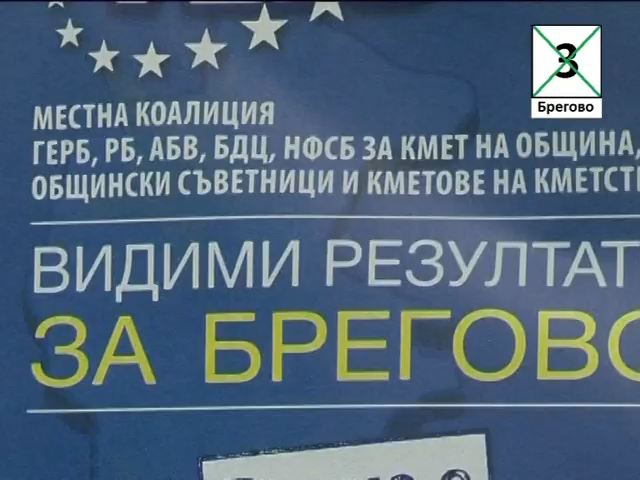 3
Брегово
МЕСТНА КОАЛИЦИЯ
ГЕРБ, РБ, АБВ, БДЦ, НФСБ ЗА КМЕТ НА ОБЩИНА,
ОБЩИНСКИ СЪВЕТНИЦИ И КМЕТОВЕ НА
ВИДИМИ
ЗА БРЕГОВО